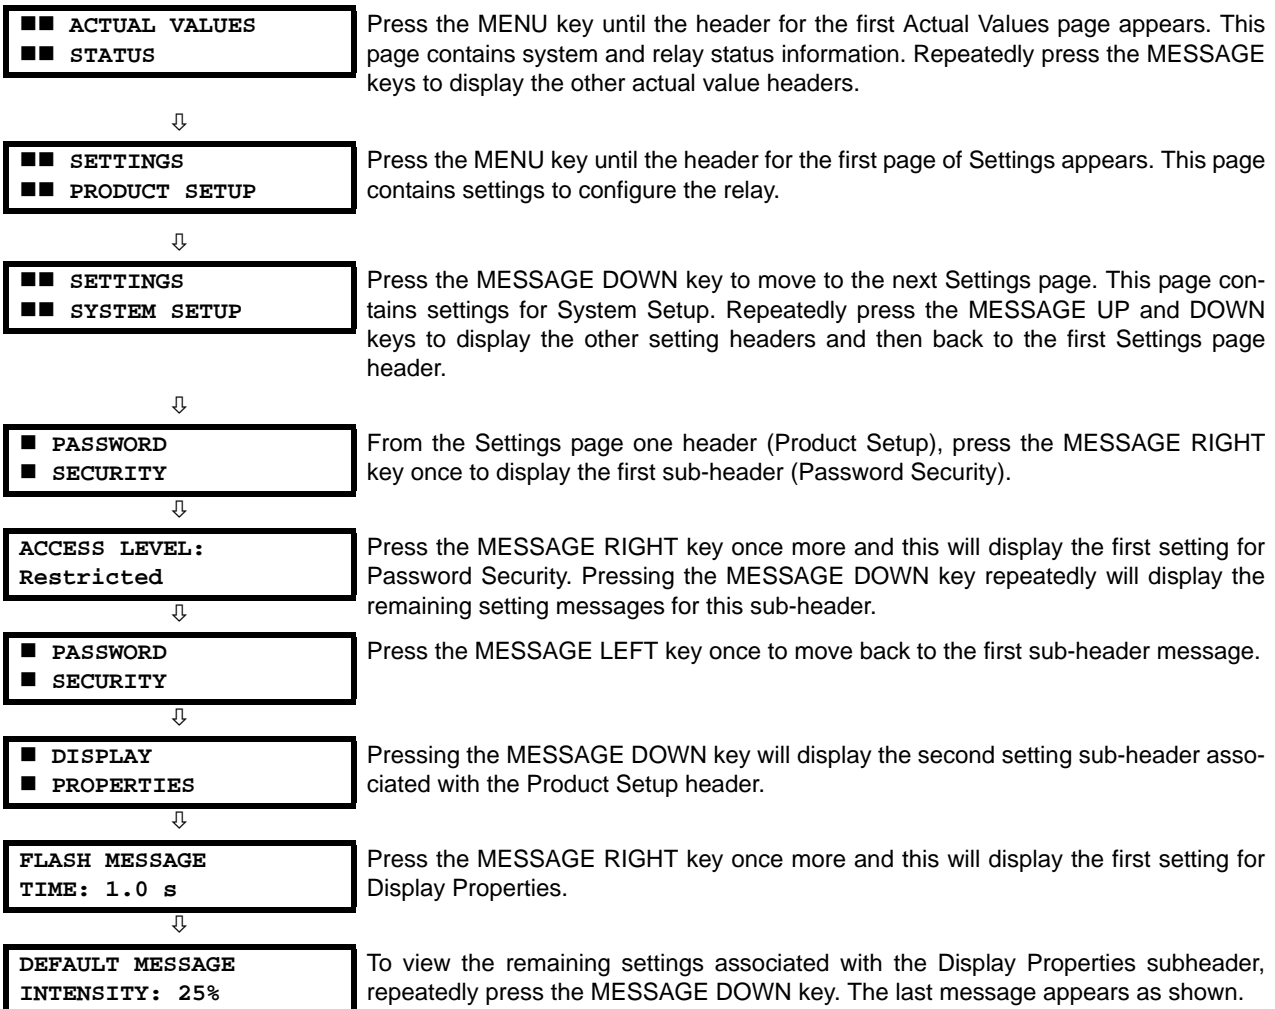 ■■ ACTUAL VALUES
■■ STATUS
Press the MENU key until the header for the first Actual Values page appears. This
page contains system and relay status information. Repeatedly press the MESSAGE
keys to display the other actual value headers.
⇩
■■ SETTINGS
■■ PRODUCT SETUP
Press the MENU key until the header for the first page of Settings appears. This page
contains settings to configure the relay.
⇩
■■ SETTINGS
■■ SYSTEM SETUP
Press the MESSAGE DOWN key to move to the next Settings page. This page con-
tains settings for System Setup. Repeatedly press the MESSAGE UP and DOWN
keys to display the other setting headers and then back to the first Settings page
header.
⇩
■ PASSWORD
■ SECURITY
From the Settings page one header (Product Setup), press the MESSAGE RIGHT
key once to display the first sub-header (Password Security).
⇩
ACCESS LEVEL:
Restricted
Press the MESSAGE RIGHT key once more and this will display the first setting for
Password Security. Pressing the MESSAGE DOWN key repeatedly will display the
remaining setting messages for this sub-header.
⇩
■ PASSWORD
■ SECURITY
Press the MESSAGE LEFT key once to move back to the first sub-header message.
⇩
■ DISPLAY
■ PROPERTIES
Pressing the MESSAGE DOWN key will display the second setting sub-header asso-
ciated with the Product Setup header.
⇩
FLASH MESSAGE
TIME: 1.0 s
Press the MESSAGE RIGHT key once more and this will display the first setting for
Display Properties.
⇩
DEFAULT MESSAGE
INTENSITY: 25%
To view the remaining settings associated with the Display Properties subheader,
repeatedly press the MESSAGE DOWN key. The last message appears as shown.